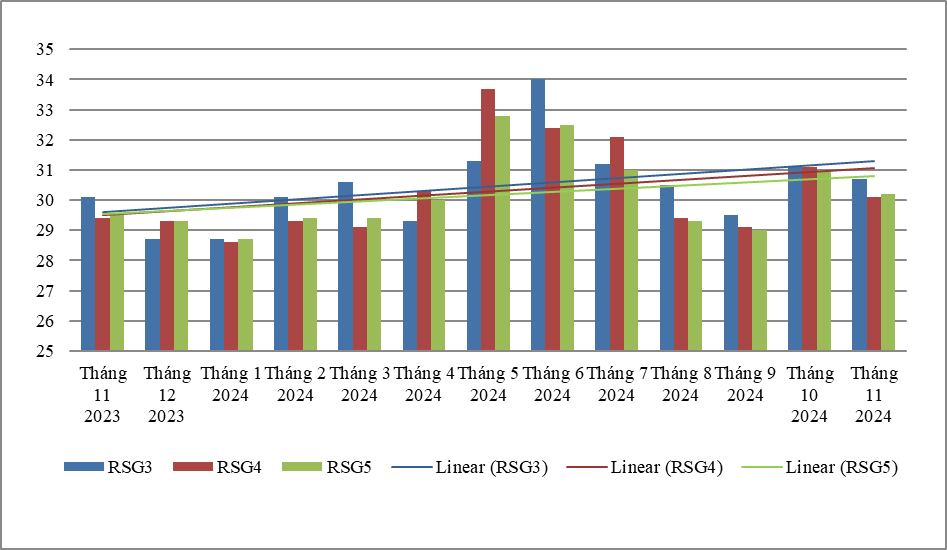 35
34
33
32
31
30
29
28
27
26
25
Tháng 11 2023
Tháng 12 2023
Tháng 1 2024
Tháng 2 2024
Tháng 3 2024
Tháng 4 2024
Tháng 5 2024
Tháng 6 2024
Tháng 7 2024
Tháng 8 2024
Tháng 9 2024
Tháng 10 2024
Tháng 11 2024
RSG3 RSG4 RSG5 Linear (RSG3) Linear (RSG4) Linear (RSG5)